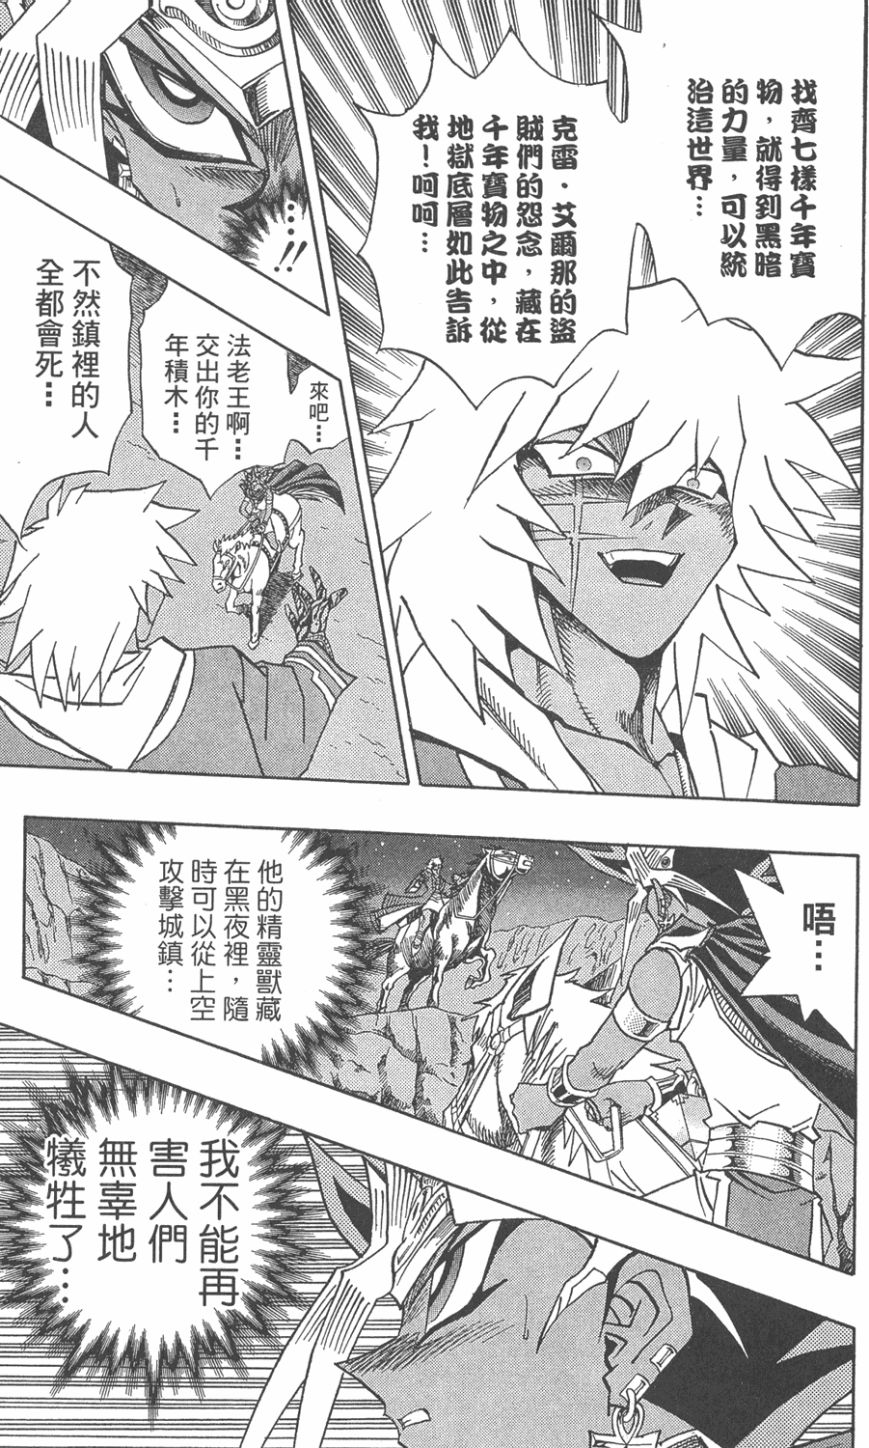 找齊七樣千年寶
物，就得到黑暗
的力量，可以統
治這世界…
克雷·艾爾那的盜
賊們的怨念，藏在
千年寶物之中，從
地獄底層如此告訴
我！呵呵…
…!!
來吧…
法老王啊…
交出你的千
年積木…
不然鎮裡的人
全都會死…
唔…
他的精靈獸藏
在黑夜裡，隨
時可以從上空
攻擊城鎮…
我不能再
害人們
無辜地
犧牲了…